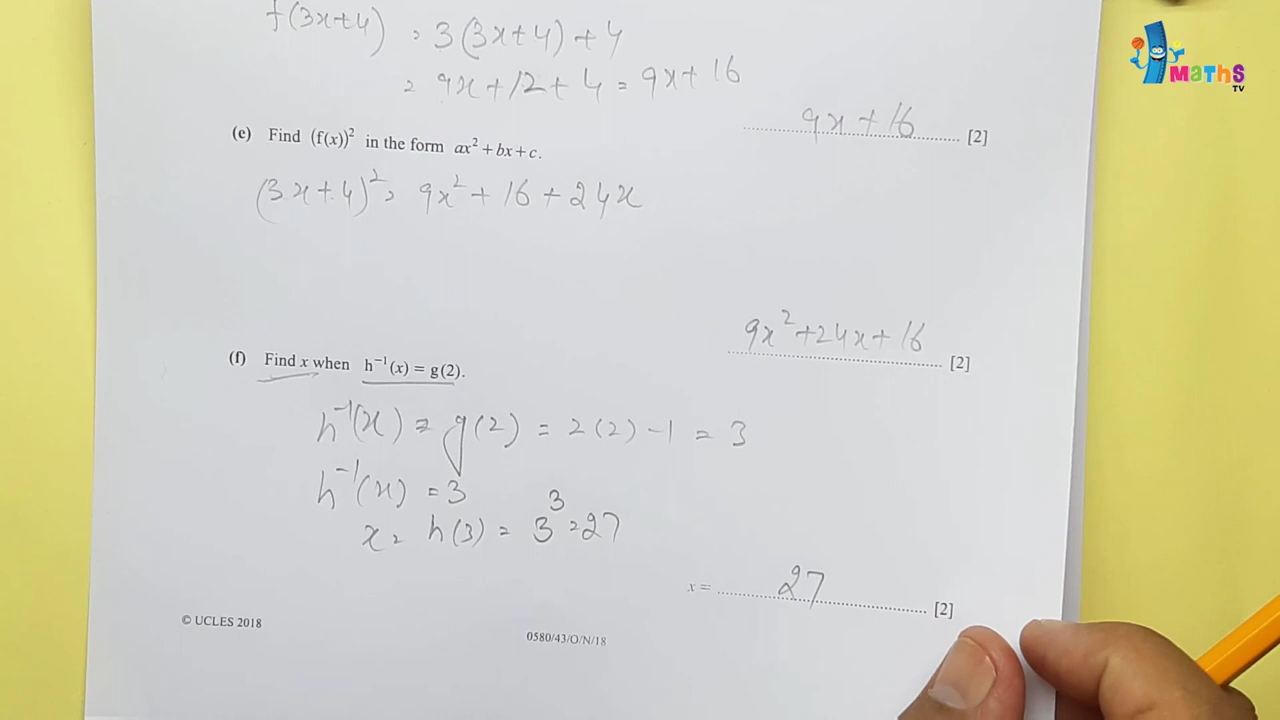 f(3x+4) = 3(3x+4)+4
= 9x+12+4 = 9x+16
MATHS TV
9x+16 [2]
(e) Find (f(x))² in the form ax²+bx+c.
(3x+4)² = 9x²+16+24x
9x²+24x+16 [2]
(f) Find x when h⁻¹(x) = g(2).
h⁻¹(x) = g(2) = 2(2)-1 = 3
h⁻¹(x) = 3
x = h(3) = 3³ = 27
x = 27 [2]
© UCLES 2018
0580/43/O/N/18